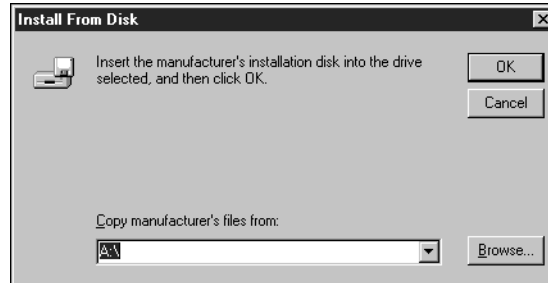 Install From Disk
Insert the manufacturer's installation disk into the drive
selected, and then click OK.
OK
Cancel
Copy manufacturer's files from:
A:\
Browse...